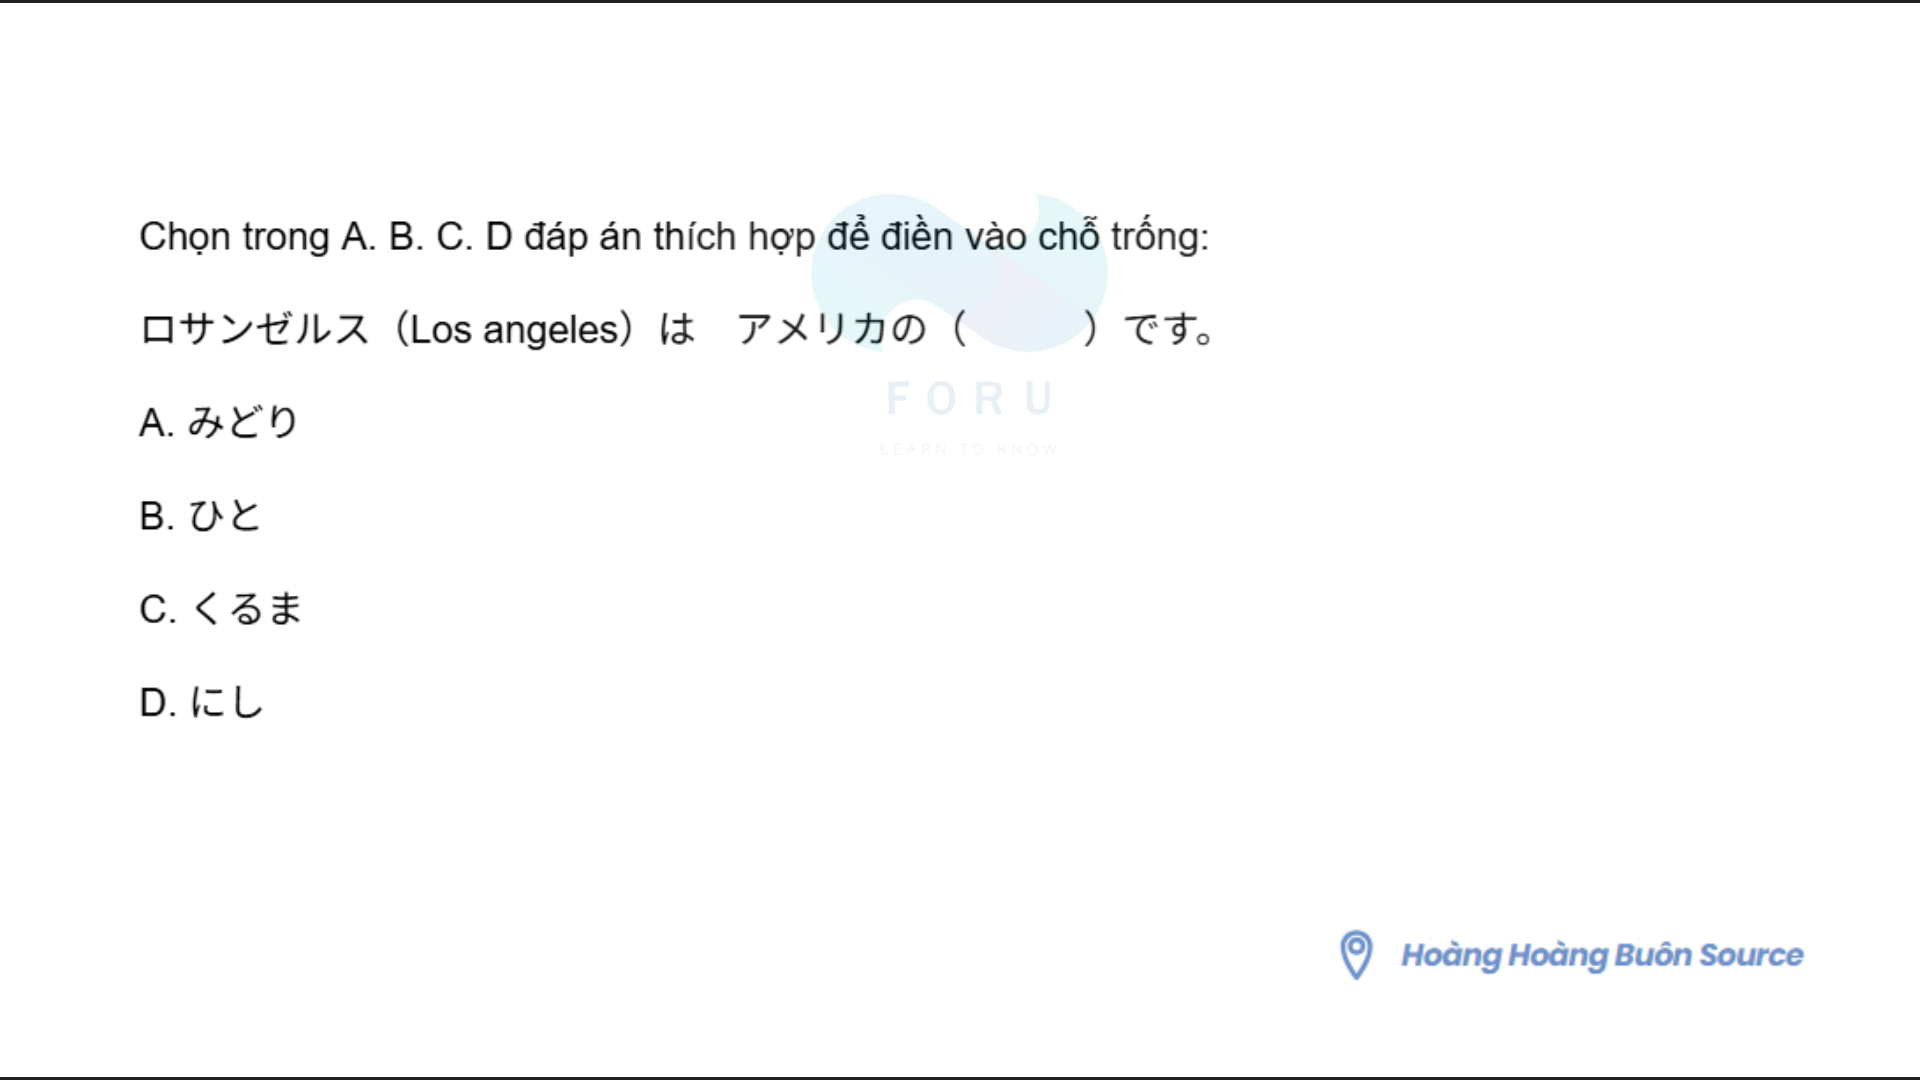 Chọn trong A. B. C. D đáp án thích hợp để điền vào chỗ trống:
ロサンゼルス（Los angeles）は　アメリカの（　　　）です。
FORU
LEARN TO KNOW
A. みどり
B. ひと
C. くるま
D. にし
Hoàng Hoàng Buôn Source